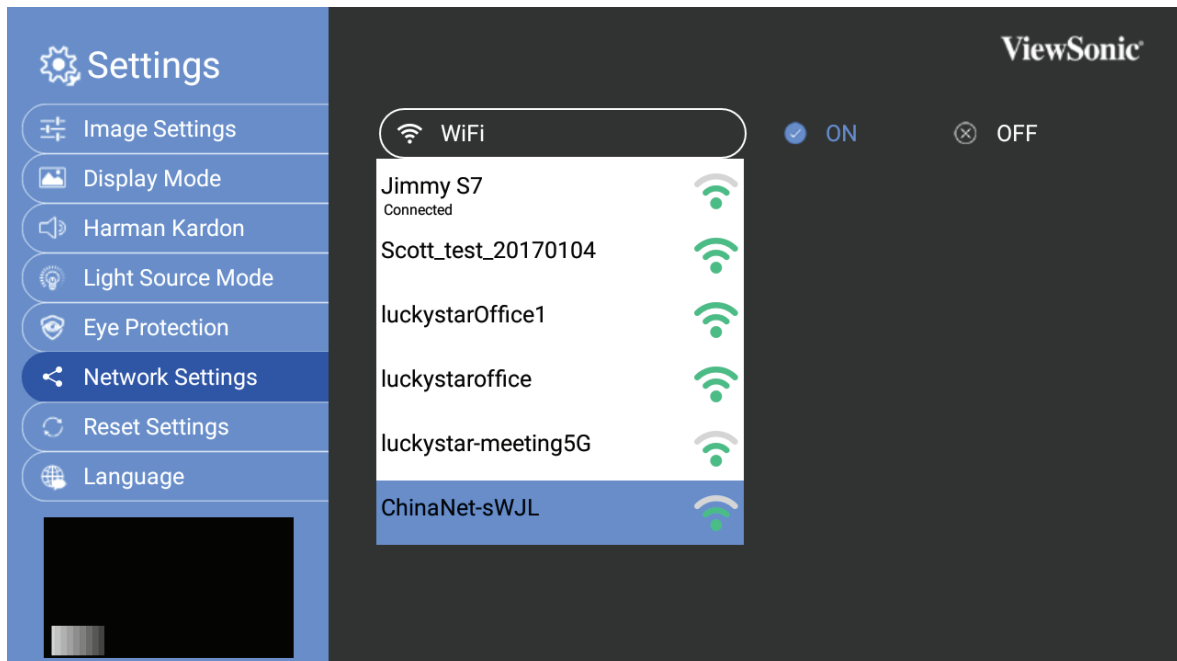 Settings
ViewSonic
Image Settings
Display Mode
Harman Kardon
Light Source Mode
Eye Protection
Network Settings
Reset Settings
Language
WiFi
ON
OFF
Jimmy S7
Connected
Scott_test_20170104
luckystarOffice1
luckystaroffice
luckystar-meeting5G
ChinaNet-sWJL